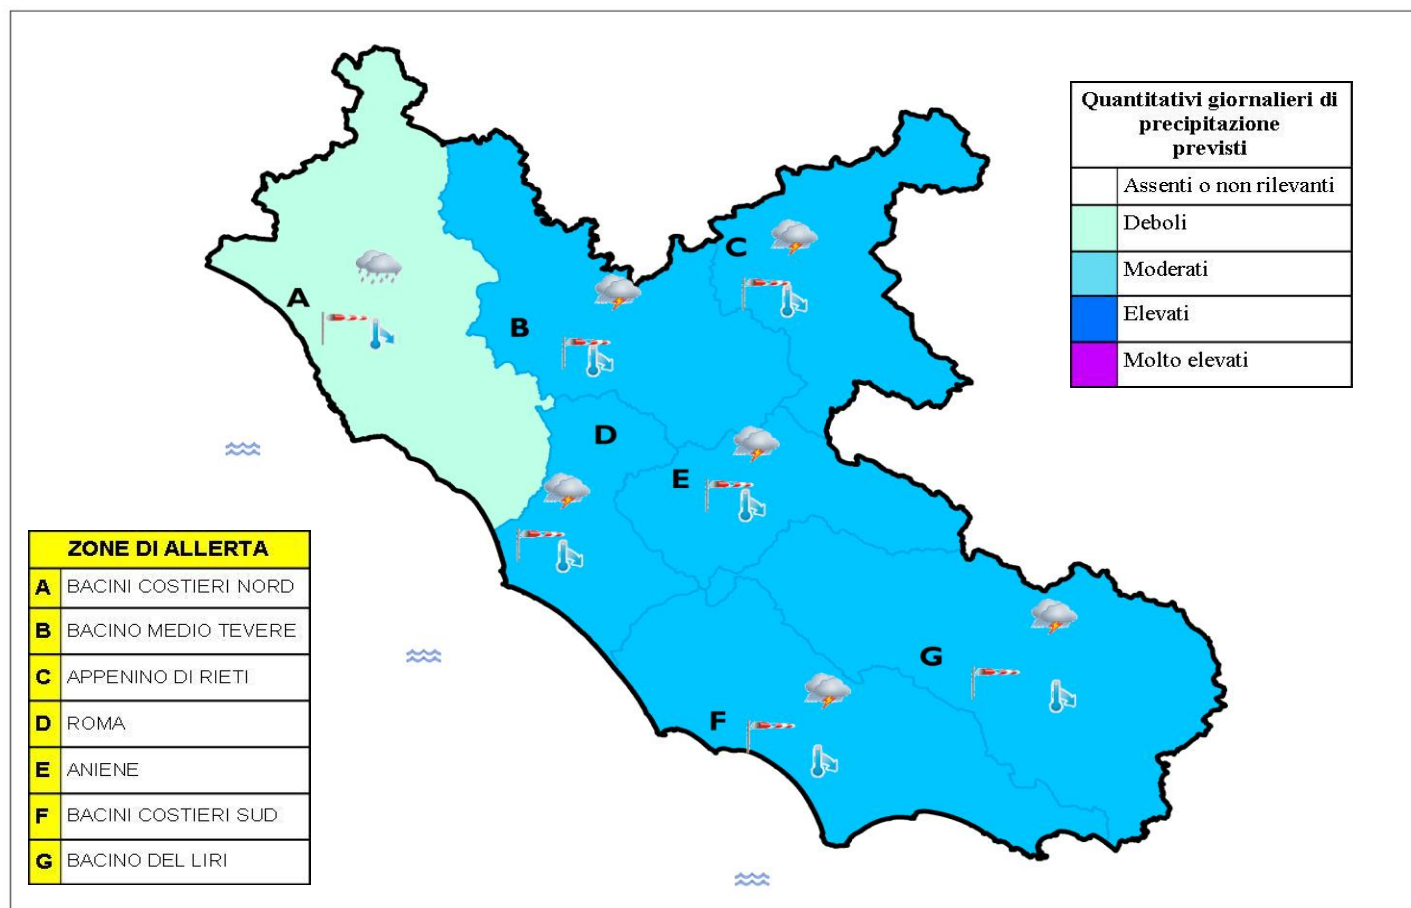 Quantitativi giornalieri di
precipitazione
previsti
Assenti o non rilevanti
Deboli
Moderati
Elevati
Molto elevati
C
A
B
D
E
G
F
ZONE DI ALLERTA
A BACINI COSTIERI NORD
B BACINO MEDIO TEVERE
C APPENINO DI RIETI
D ROMA
E ANIENE
F BACINI COSTIERI SUD
G BACINO DEL LIRI